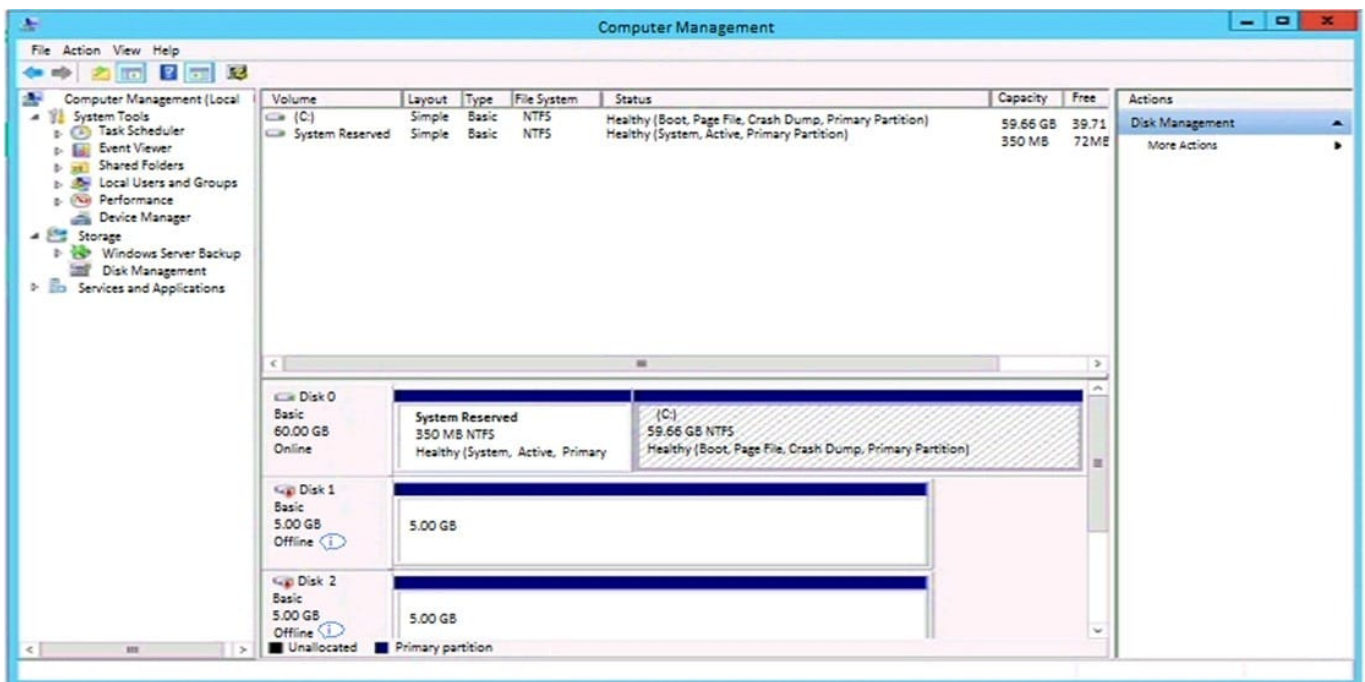 Computer Management
File Action View Help
Computer Management (Local
System Tools
Task Scheduler
Event Viewer
Shared Folders
Local Users and Groups
Performance
Device Manager
Storage
Windows Server Backup
Disk Management
Services and Applications
Volume Layout Type File System Status Capacity Free
(C:) Simple Basic NTFS Healthy (Boot, Page File, Crash Dump, Primary Partition) 59.66 GB 39.71
System Reserved Simple Basic NTFS Healthy (System, Active, Primary Partition) 350 MB 72MB
Disk 0
Basic
60.00 GB
Online
System Reserved
350 MB NTFS
Healthy (System, Active, Primary
(C:)
59.66 GB NTFS
Healthy (Boot, Page File, Crash Dump, Primary Partition)
Disk 1
Basic
5.00 GB
Offline
5.00 GB
Disk 2
Basic
5.00 GB
Offline
5.00 GB
Unallocated Primary partition
Actions
Disk Management
More Actions